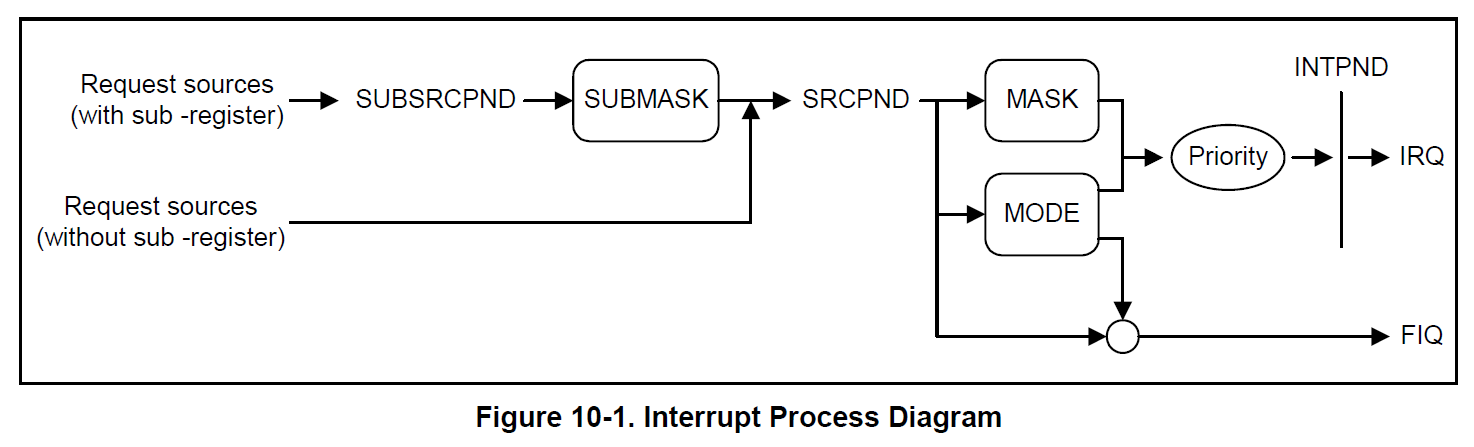 Request sources
(with sub -register)
SUBSRCPND
SUBMASK
SRCPND
MASK
INTPND
Priority
IRQ
Request sources
(without sub -register)
MODE
FIQ
Figure 10-1. Interrupt Process Diagram